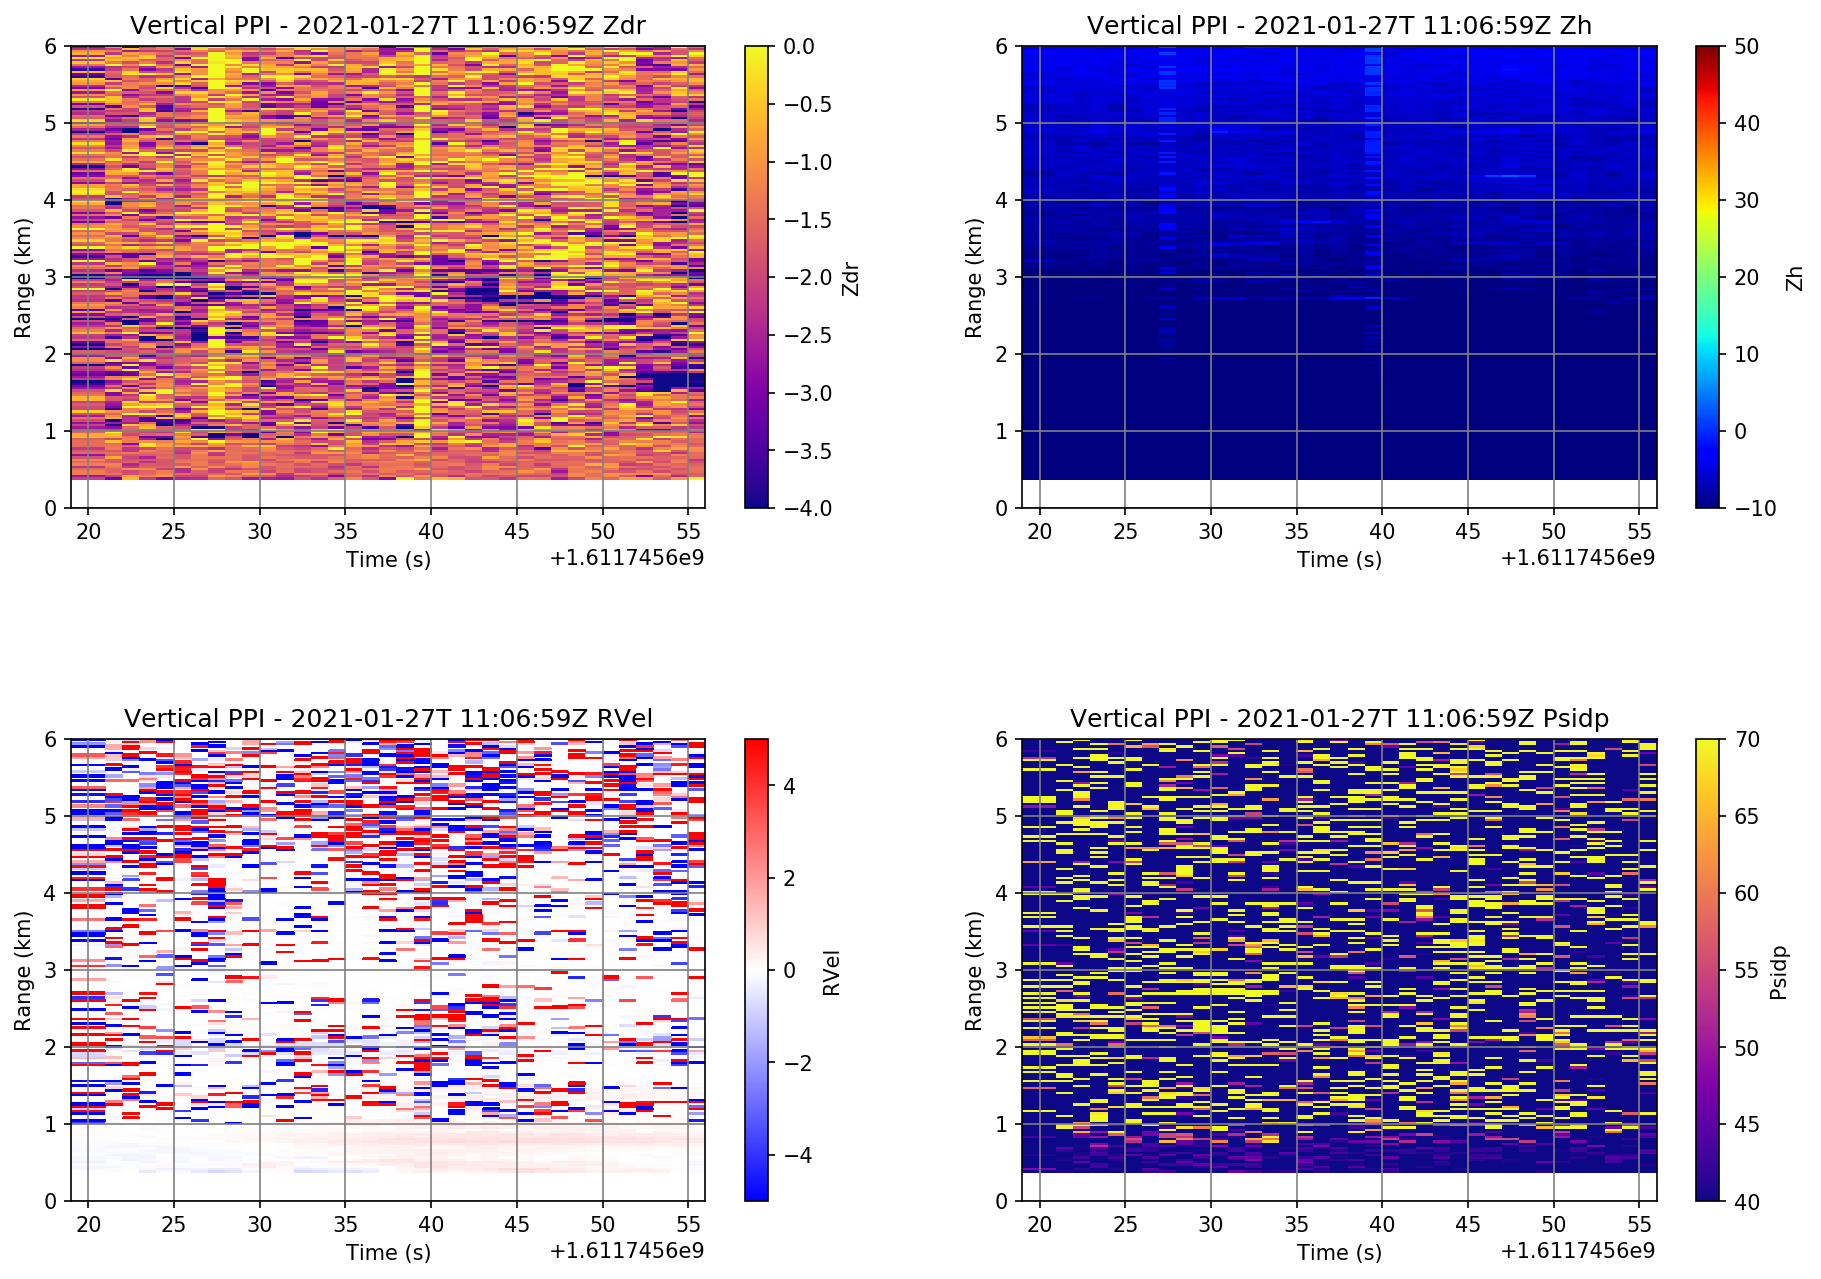 Vertical PPI - 2021-01-27T 11:06:59Z Zdr
6
5
4
3
2
1
0
Range (km)
20 25 30 35 40 45 50 55
Time (s)
+1.6117456e9
0.0
−0.5
−1.0
−1.5
−2.0
−2.5
−3.0
−3.5
−4.0
Zdr
Vertical PPI - 2021-01-27T 11:06:59Z Zh
6
5
4
3
2
1
0
Range (km)
20 25 30 35 40 45 50 55
Time (s)
+1.6117456e9
50
40
30
20
10
0
−10
Zh
Vertical PPI - 2021-01-27T 11:06:59Z RVel
6
5
4
3
2
1
0
Range (km)
20 25 30 35 40 45 50 55
Time (s)
+1.6117456e9
4
2
0
−2
−4
RVel
Vertical PPI - 2021-01-27T 11:06:59Z Psidp
6
5
4
3
2
1
0
Range (km)
20 25 30 35 40 45 50 55
Time (s)
+1.6117456e9
70
65
60
55
50
45
40
Psidp